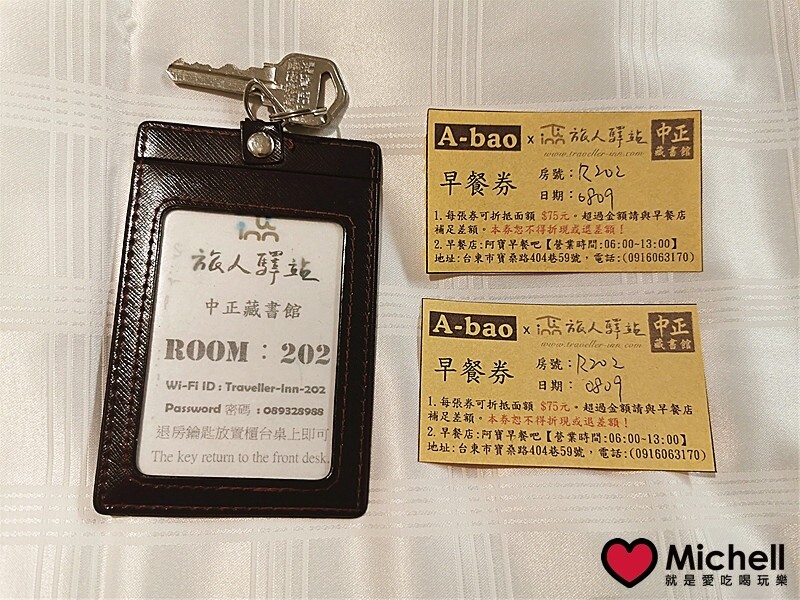 inn
旅人驛站
中正藏書館
ROOM：202
Wi-Fi ID : Traveller-Inn-202
Password 密碼：089328988
退房鑰匙放置櫃台桌上即可
The key return to the front desk.
A-bao x inn 旅人驛站 中正藏書館
www.traveller-inn.com
早餐券
房號：R202
日期：0809
1.每張券可折抵面額 $75元。超過金額請與早餐店
補足差額。本券恕不得折現或退差額！
2.早餐店:阿寶早餐吧【營業時間:06:00~13:00】
地址:台東市寶桑路404巷59號，電話:(0916063170)
A-bao x inn 旅人驛站 中正藏書館
www.traveller-inn.com
早餐券
房號：R202
日期：0809
1.每張券可折抵面額 $75元。超過金額請與早餐店
補足差額。本券恕不得折現或退差額！
2.早餐店:阿寶早餐吧【營業時間:06:00~13:00】
地址:台東市寶桑路404巷59號，電話:(0916063170)
Michell
就是愛吃喝玩樂